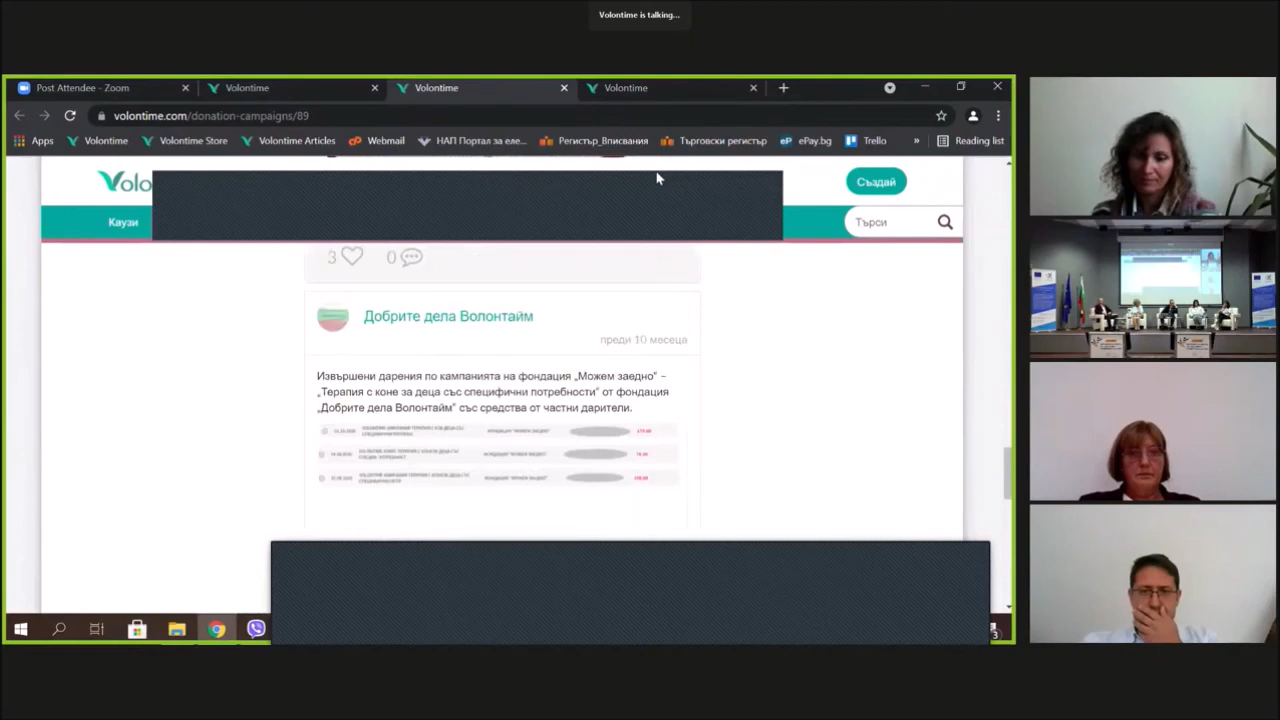 Volontime is talking...
Post Attendee - Zoom
Volontime
Volontime
Volontime
volontime.com/donation-campaigns/89
Apps
Volontime
Volontime Store
Volontime Articles
Webmail
НАП Портал за еле...
Регистър_Вписвания
Търговски регистър
eP
ePay.bg
Trello
»
Reading list
Volo
Създай
Каузи
Търси
3
0
Добрите дела Волонтайм
преди 10 месеца
Извършени дарения по кампанията на фондация „Можем заедно“ –
„Терапия с коне за деца със специфични потребности“ от фондация
„Добрите дела Волонтайм“ със средства от частни дарители.
3